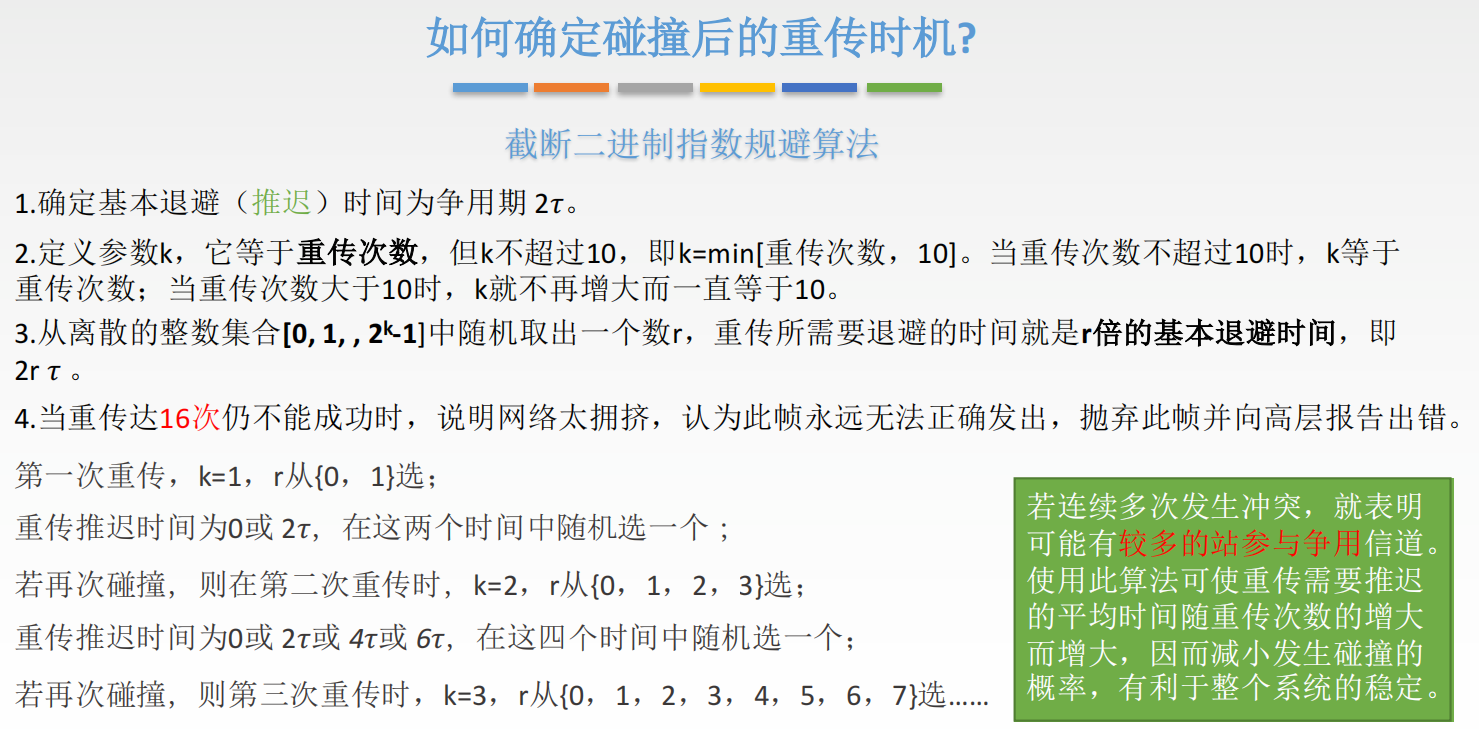 如何确定碰撞后的重传时机?
截断二进制指数规避算法
1.确定基本退避（推迟）时间为争用期 2τ。
2.定义参数k，它等于重传次数，但k不超过10，即k=min[重传次数，10]。当重传次数不超过10时，k等于
重传次数；当重传次数大于10时，k就不再增大而一直等于10。
3.从离散的整数集合[0, 1, , 2ᵏ-1]中随机取出一个数r，重传所需要退避的时间就是r倍的基本退避时间，即
2r τ 。
4.当重传达16次仍不能成功时，说明网络太拥挤，认为此帧永远无法正确发出，抛弃此帧并向高层报告出错。
第一次重传，k=1，r从{0，1}选；
重传推迟时间为0或 2τ，在这两个时间中随机选一个；
若再次碰撞，则在第二次重传时，k=2，r从{0，1，2，3}选；
重传推迟时间为0或 2τ或 4τ或 6τ，在这四个时间中随机选一个；
若再次碰撞，则第三次重传时，k=3，r从{0，1，2，3，4，5，6，7}选……
若连续多次发生冲突，就表明
可能有较多的站参与争用信道。
使用此算法可使重传需要推迟
的平均时间随重传次数的增大
而增大，因而减小发生碰撞的
概率，有利于整个系统的稳定。